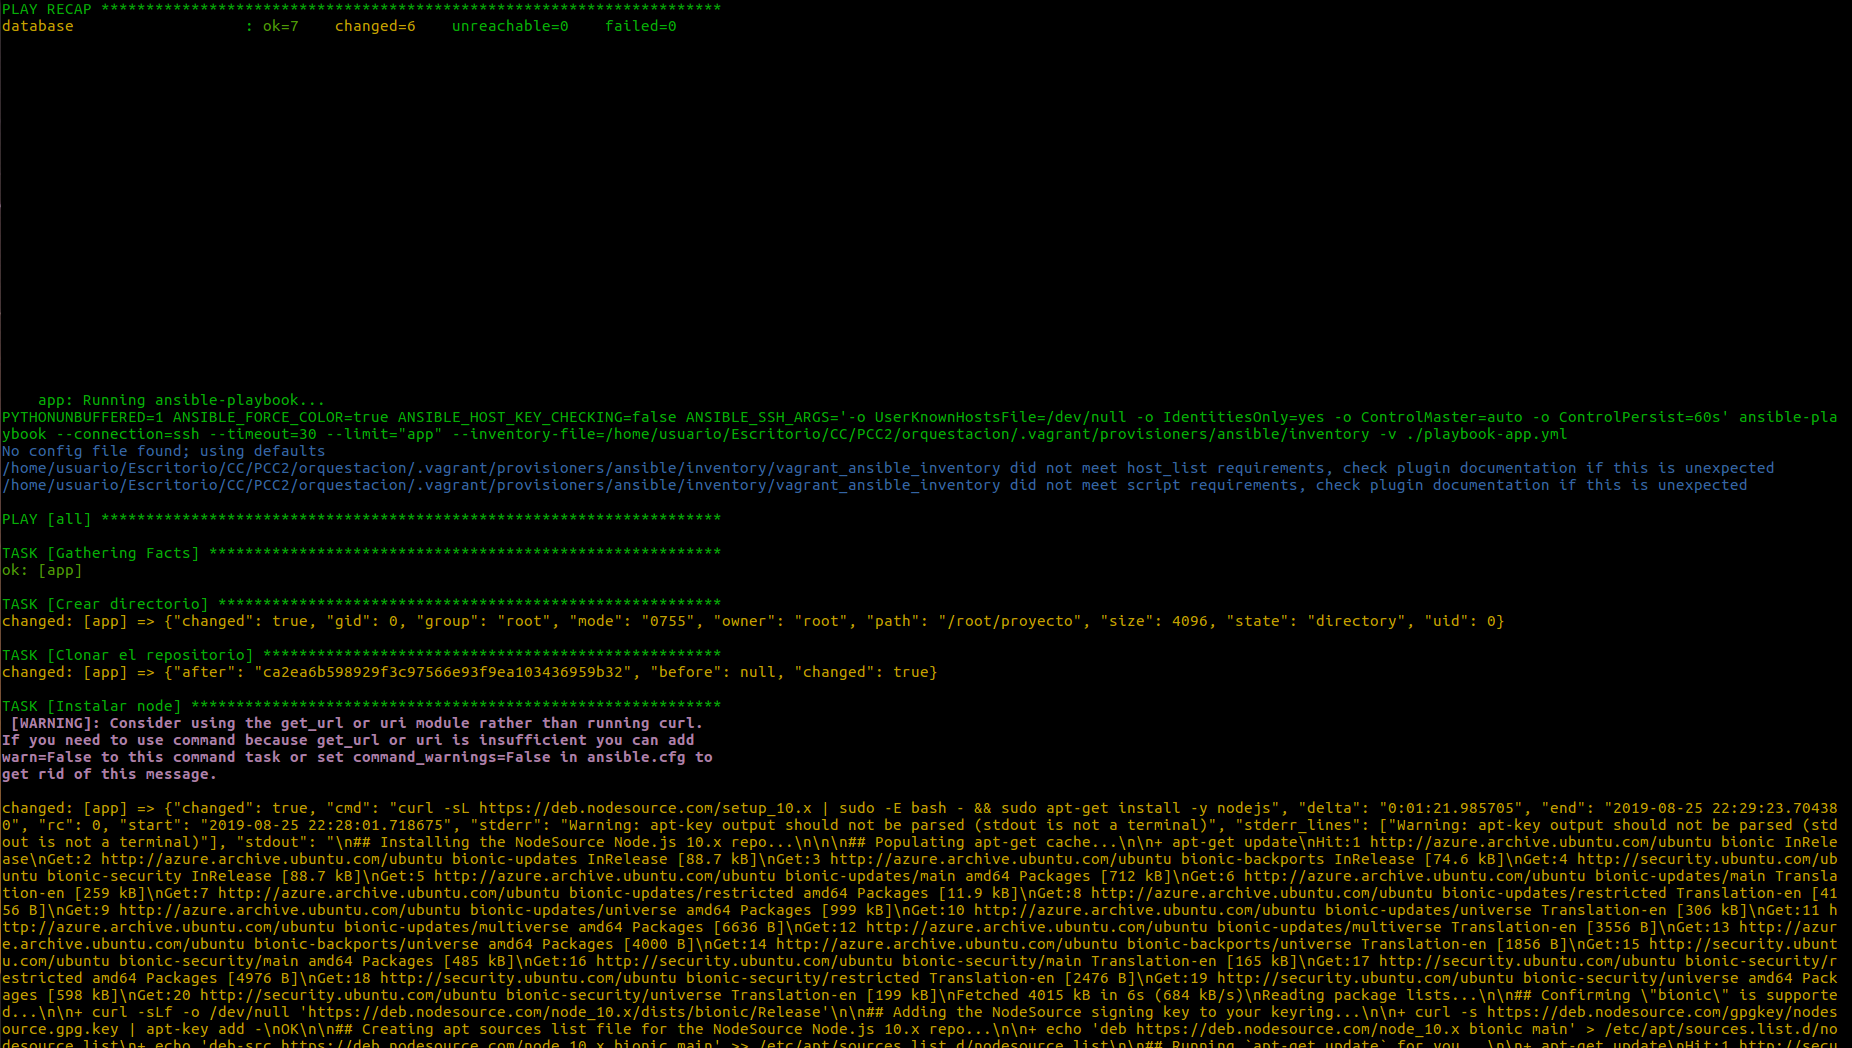 PLAY RECAP *********************************************************************
database                   : ok=7    changed=6    unreachable=0    failed=0
    app: Running ansible-playbook...
PYTHONUNBUFFERED=1 ANSIBLE_FORCE_COLOR=true ANSIBLE_HOST_KEY_CHECKING=false ANSIBLE_SSH_ARGS='-o UserKnownHostsFile=/dev/null -o IdentitiesOnly=yes -o ControlMaster=auto -o ControlPersist=60s' ansible-pla
ybook --connection=ssh --timeout=30 --limit="app" --inventory-file=/home/usuario/Escritorio/CC/PCC2/orquestacion/.vagrant/provisioners/ansible/inventory -v ./playbook-app.yml
No config file found; using defaults
/home/usuario/Escritorio/CC/PCC2/orquestacion/.vagrant/provisioners/ansible/inventory/vagrant_ansible_inventory did not meet host_list requirements, check plugin documentation if this is unexpected
/home/usuario/Escritorio/CC/PCC2/orquestacion/.vagrant/provisioners/ansible/inventory/vagrant_ansible_inventory did not meet script requirements, check plugin documentation if this is unexpected
PLAY [all] *********************************************************************
TASK [Gathering Facts] *********************************************************
ok: [app]
TASK [Crear directorio] ********************************************************
changed: [app] => {"changed": true, "gid": 0, "group": "root", "mode": "0755", "owner": "root", "path": "/root/proyecto", "size": 4096, "state": "directory", "uid": 0}
TASK [Clonar el repositorio] ***************************************************
changed: [app] => {"after": "ca2ea6b598929f3c97566e93f9ea103436959b32", "before": null, "changed": true}
TASK [Instalar node] ***********************************************************
 [WARNING]: Consider using the get_url or uri module rather than running curl.
If you need to use command because get_url or uri is insufficient you can add
warn=False to this command task or set command_warnings=False in ansible.cfg to
get rid of this message.
changed: [app] => {"changed": true, "cmd": "curl -sL https://deb.nodesource.com/setup_10.x | sudo -E bash - && sudo apt-get install -y nodejs", "delta": "0:01:21.985705", "end": "2019-08-25 22:29:23.70438
0", "rc": 0, "start": "2019-08-25 22:28:01.718675", "stderr": "Warning: apt-key output should not be parsed (stdout is not a terminal)", "stderr_lines": ["Warning: apt-key output should not be parsed (std
out is not a terminal)"], "stdout": "\n## Installing the NodeSource Node.js 10.x repo...\n\n\n## Populating apt-get cache...\n\n+ apt-get update\nHit:1 http://azure.archive.ubuntu.com/ubuntu bionic InRele
ase\nGet:2 http://azure.archive.ubuntu.com/ubuntu bionic-updates InRelease [88.7 kB]\nGet:3 http://azure.archive.ubuntu.com/ubuntu bionic-backports InRelease [74.6 kB]\nGet:4 http://security.ubuntu.com/ub
untu bionic-security InRelease [88.7 kB]\nGet:5 http://azure.archive.ubuntu.com/ubuntu bionic-updates/main amd64 Packages [712 kB]\nGet:6 http://azure.archive.ubuntu.com/ubuntu bionic-updates/main Transla
tion-en [259 kB]\nGet:7 http://azure.archive.ubuntu.com/ubuntu bionic-updates/restricted amd64 Packages [11.9 kB]\nGet:8 http://azure.archive.ubuntu.com/ubuntu bionic-updates/restricted Translation-en [41
56 B]\nGet:9 http://azure.archive.ubuntu.com/ubuntu bionic-updates/universe amd64 Packages [999 kB]\nGet:10 http://azure.archive.ubuntu.com/ubuntu bionic-updates/universe Translation-en [306 kB]\nGet:11 h
ttp://azure.archive.ubuntu.com/ubuntu bionic-updates/multiverse amd64 Packages [6636 B]\nGet:12 http://azure.archive.ubuntu.com/ubuntu bionic-updates/multiverse Translation-en [3556 B]\nGet:13 http://azur
e.archive.ubuntu.com/ubuntu bionic-backports/universe amd64 Packages [4000 B]\nGet:14 http://azure.archive.ubuntu.com/ubuntu bionic-backports/universe Translation-en [1856 B]\nGet:15 http://security.ubunt
u.com/ubuntu bionic-security/main amd64 Packages [485 kB]\nGet:16 http://security.ubuntu.com/ubuntu bionic-security/main Translation-en [165 kB]\nGet:17 http://security.ubuntu.com/ubuntu bionic-security/r
estricted amd64 Packages [4976 B]\nGet:18 http://security.ubuntu.com/ubuntu bionic-security/restricted Translation-en [2476 B]\nGet:19 http://security.ubuntu.com/ubuntu bionic-security/universe amd64 Pack
ages [598 kB]\nGet:20 http://security.ubuntu.com/ubuntu bionic-security/universe Translation-en [199 kB]\nFetched 4015 kB in 6s (684 kB/s)\nReading package lists...\n\n## Confirming \"bionic\" is supporte
d...\n\n+ curl -sLf -o /dev/null 'https://deb.nodesource.com/node_10.x/dists/bionic/Release'\n\n## Adding the NodeSource signing key to your keyring...\n\n+ curl -s https://deb.nodesource.com/gpgkey/nodes
ource.gpg.key | apt-key add -\nOK\n\n## Creating apt sources list file for the NodeSource Node.js 10.x repo...\n\n+ echo 'deb https://deb.nodesource.com/node_10.x bionic main' > /etc/apt/sources.list.d/no
desource.list\n+ echo 'deb-src https://deb.nodesource.com/node_10.x bionic main' >> /etc/apt/sources.list.d/nodesource.list\n\n## Running `apt-get update` for you...\n\n+ apt-get update\nHit:1 http://secu